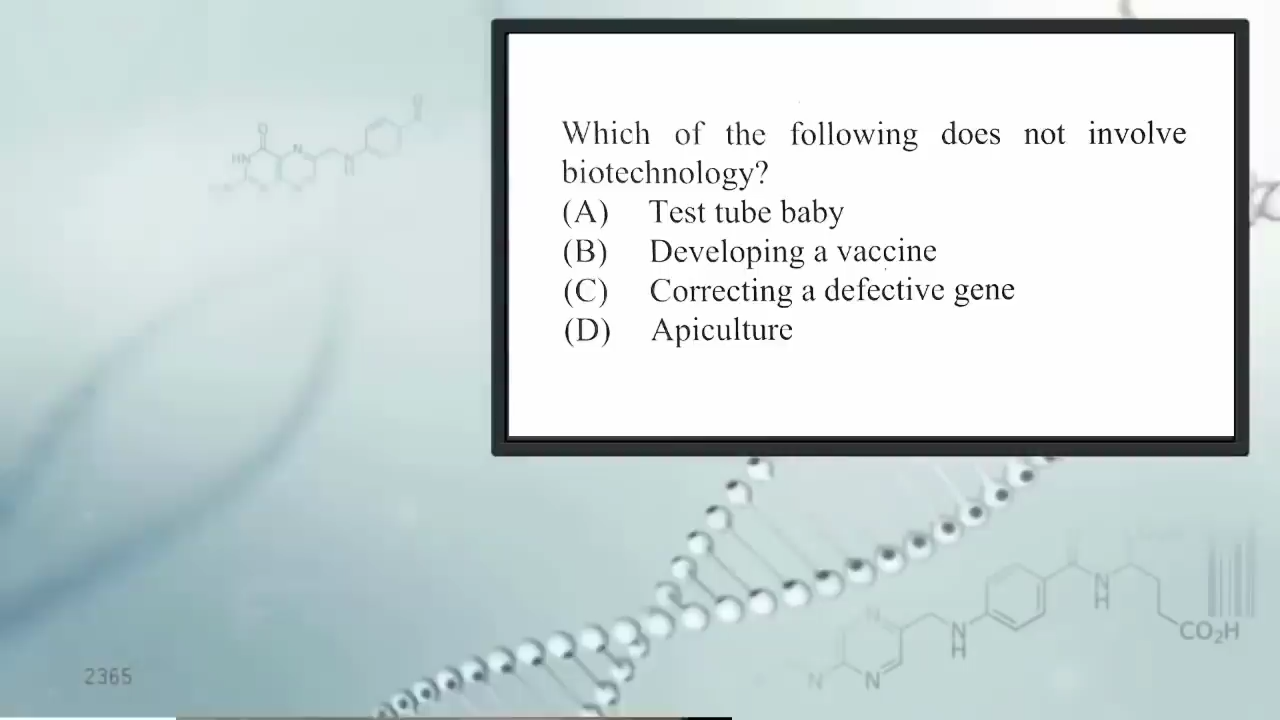 Which of the following does not involve
biotechnology?
(A) Test tube baby
(B) Developing a vaccine
(C) Correcting a defective gene
(D) Apiculture
HN
N
N
H
N
H
N
H
N
N
N
CO₂H
2365